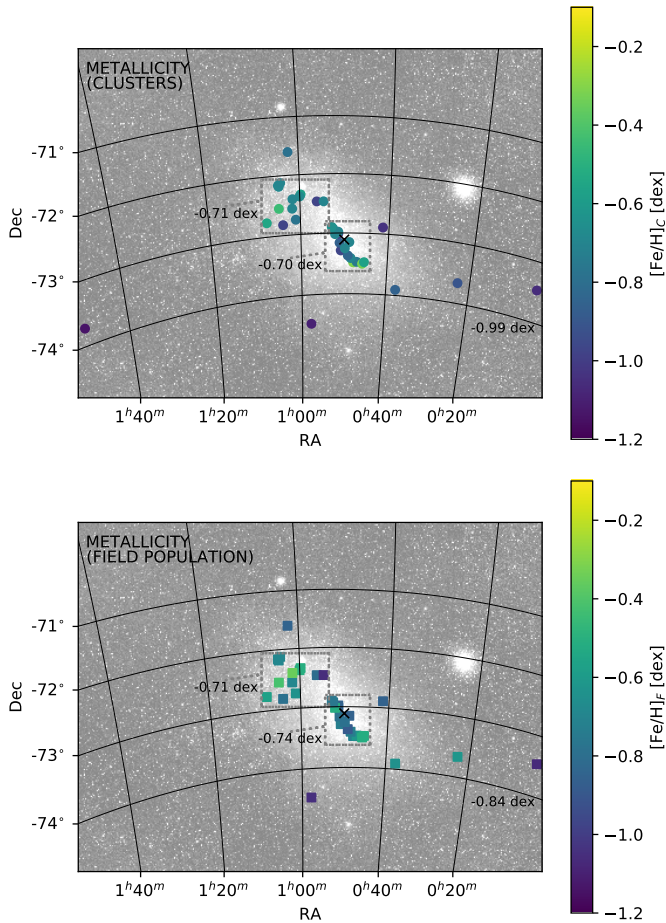 METALLICITY
(CLUSTERS)
-71°
-72°
-73°
-74°
Dec
-0.71 dex
-0.70 dex
-0.99 dex
1h40m 1h20m 1h00m 0h40m 0h20m
RA
−0.2
−0.4
−0.6
−0.8
−1.0
−1.2
[Fe/H]C [dex]
METALLICITY
(FIELD POPULATION)
-71°
-72°
-73°
-74°
Dec
-0.71 dex
-0.74 dex
-0.84 dex
1h40m 1h20m 1h00m 0h40m 0h20m
RA
−0.2
−0.4
−0.6
−0.8
−1.0
−1.2
[Fe/H]F [dex]